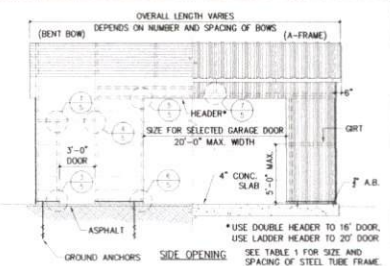 OVERALL LENGTH VARIES
DEPENDS ON NUMBER AND SPACING OF BOWS
(BENT BOW)
(A-FRAME)
+6"
HEADER*
SIZE FOR SELECTED GARAGE DOOR
20'-0" MAX. WIDTH
GIRT
3'-0"
DOOR
5'-0" MAX.
4" CONC.
SLAB
A.B.
ASPHALT
GROUND ANCHORS
SIDE OPENING
* USE DOUBLE HEADER TO 16' DOOR,
USE LADDER HEADER TO 20' DOOR
SEE TABLE 1 FOR SIZE AND
SPACING OF STEEL TUBE FRAME.